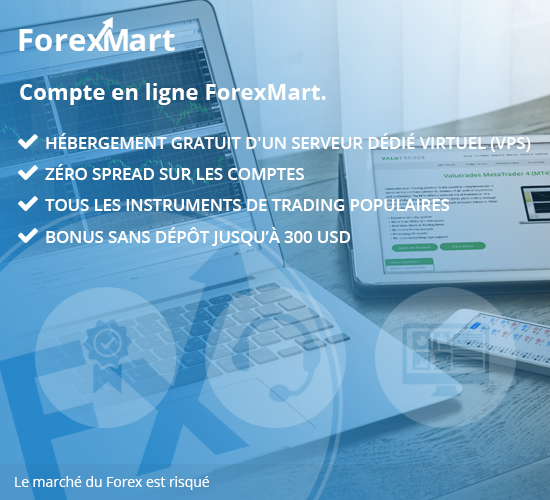 ForexMart
Compte en ligne ForexMart.
HÉBERGEMENT GRATUIT D'UN SERVEUR DÉDIÉ VIRTUEL (VPS)
ZÉRO SPREAD SUR LES COMPTES
TOUS LES INSTRUMENTS DE TRADING POPULAIRES
BONUS SANS DÉPÔT JUSQU'À 300 USD
VALUTRADES
Valutrades MetaTrader 4 (MT4)
FX
Le marché du Forex est risqué